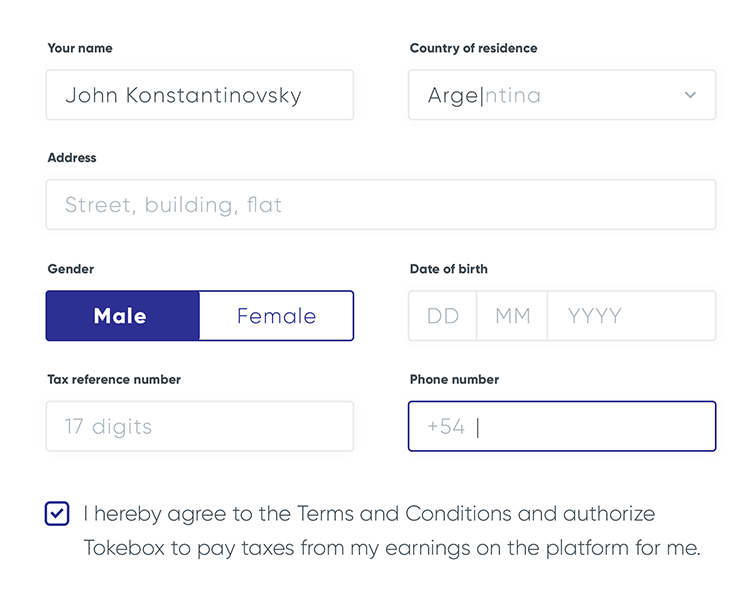 Your name
Country of residence
John Konstantinovsky
Arge|ntina
Address
Street, building, flat
Gender
Date of birth
Male
Female
DD
MM
YYYY
Tax reference number
Phone number
17 digits
+54 |
I hereby agree to the Terms and Conditions and authorize
Tokebox to pay taxes from my earnings on the platform for me.